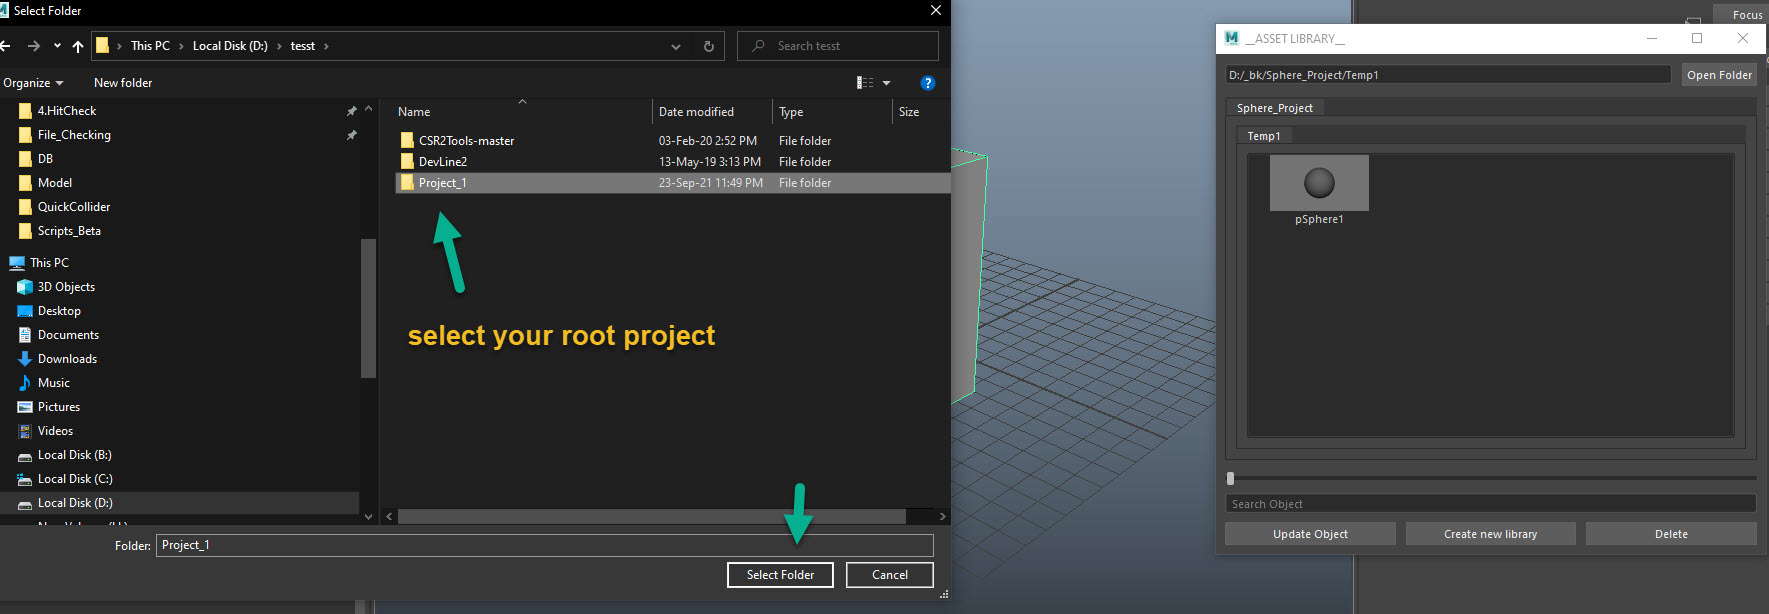 Select Folder
This PC > Local Disk (D:) > tesst >
Search tesst
Organize
New folder
?
4.HitCheck
File_Checking
DB
Model
QuickCollider
Scripts_Beta
This PC
3D Objects
Desktop
Documents
Downloads
Music
Pictures
Videos
Local Disk (B:)
Local Disk (C:)
Local Disk (D:)
Name Date modified Type Size
CSR2Tools-master 03-Feb-20 2:52 PM File folder
DevLine2 13-May-19 3:13 PM File folder
Project_1 23-Sep-21 11:49 PM File folder
select your root project
Folder: Project_1
Select Folder
Cancel
Focus
M __ASSET LIBRARY__
D:/_bk/Sphere_Project/Temp1
Open Folder
Sphere_Project
Temp1
pSphere1
Search Object
Update Object
Create new library
Delete